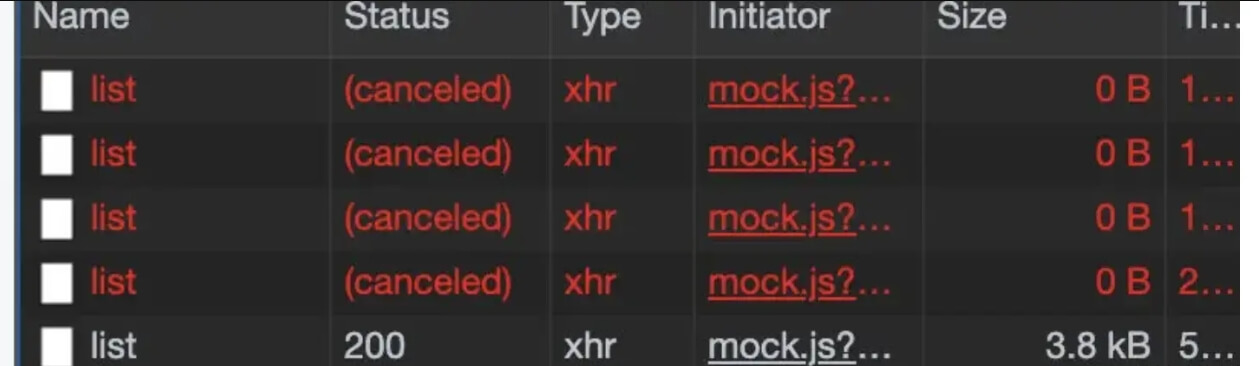 Name Status Type Initiator Size Ti...
list (canceled) xhr mock.js?... 0 B 1...
list (canceled) xhr mock.js?... 0 B 1...
list (canceled) xhr mock.js?... 0 B 1...
list (canceled) xhr mock.js?... 0 B 2...
list 200 xhr mock.js?... 3.8 kB 5...